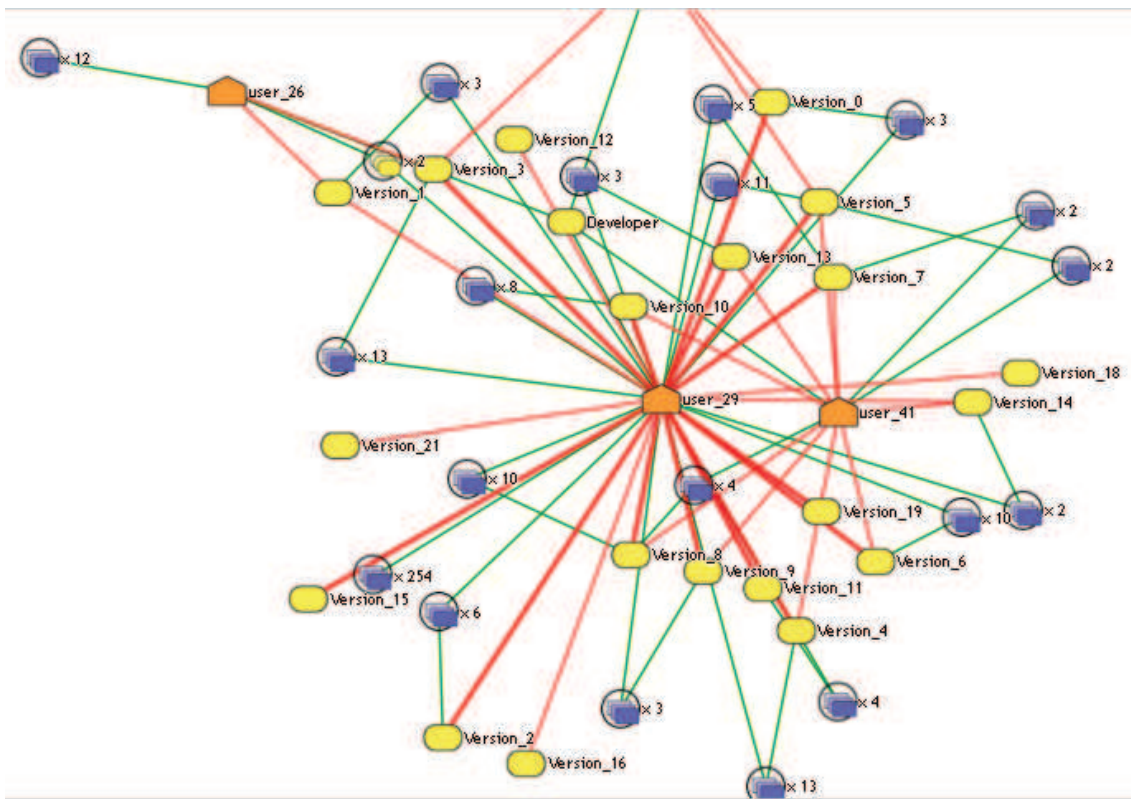 × 12
user_26
× 3
× 5
Version_0
× 3
Version_12
× 2
Version_3
Version_1
× 3
× 11
Version_5
× 2
Developer
Version_13
× 2
Version_7
× 8
Version_10
× 13
Version_18
user_29
Version_14
user_41
Version_21
× 10
× 4
Version_19
× 10
× 2
Version_8
Version_6
Version_9
× 254
Version_11
Version_15
× 6
Version_4
× 3
× 4
Version_2
Version_16
× 13